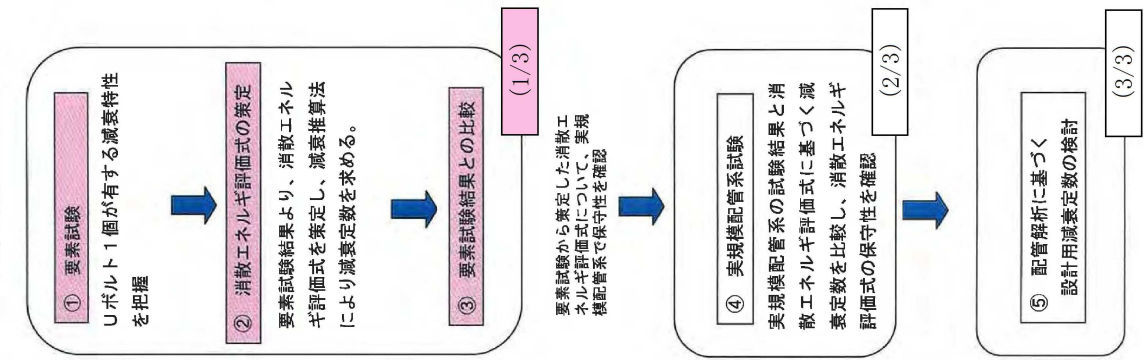 ① 要素試験
Uボルト1個が有する減衰特性
を把握
② 消散エネルギ評価式の策定
要素試験結果より、消散エネル
ギ評価式を策定し、減衰推算法
により減衰定数を求める。
③ 要素試験結果との比較
(1/3)
要素試験から策定した消散エ
ネルギ評価式について、実規
模配管系で保守性を確認
④ 実規模配管系試験
実規模配管系の試験結果と消
散エネルギ評価式に基づく減
衰定数を比較し、消散エネルギ
評価式の保守性を確認
(2/3)
⑤ 配管解析に基づく
設計用減衰定数の検討
(3/3)